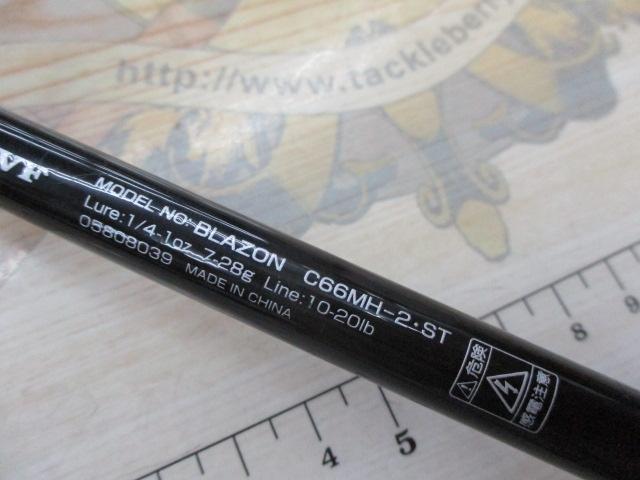 http://www.tackleberry
VF
MODEL NO:BLAZON C66MH-2・ST
Lure:1/4-1oz 7-28g Line:10-20lb
05808039 MADE IN CHINA
危険
感電注意
4 5 8 9